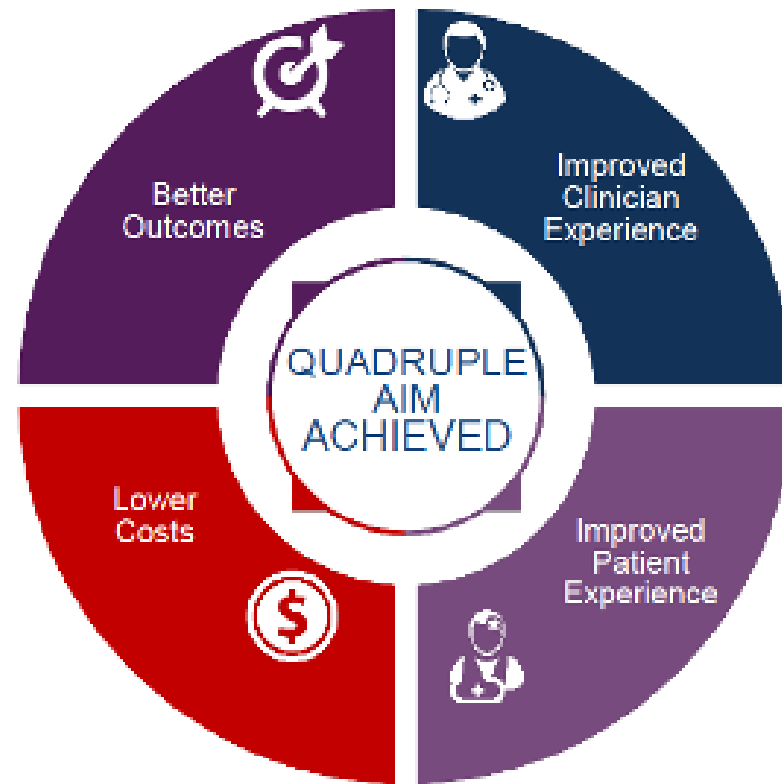 Better
Outcomes
Improved
Clinician
Experience
QUADRUPLE
AIM
ACHIEVED
Lower
Costs
$
Improved
Patient
Experience